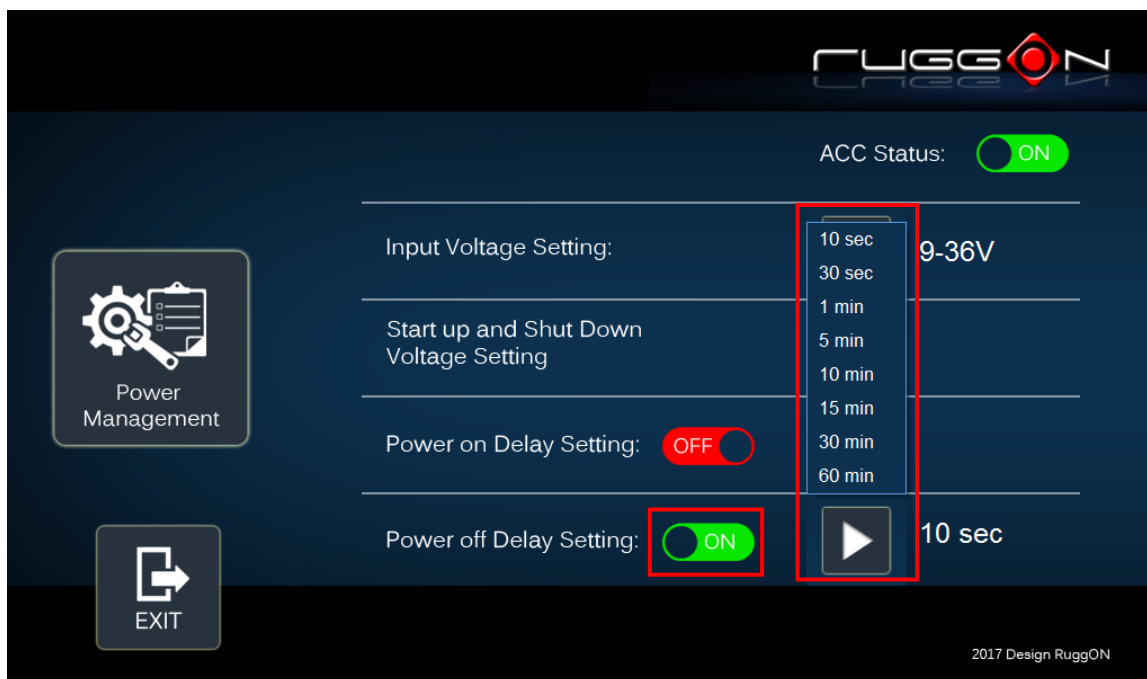 ruggon
ACC Status: ON
Input Voltage Setting:
9-36V
Start up and Shut Down
Voltage Setting
Power on Delay Setting: OFF
10 sec
30 sec
1 min
5 min
10 min
15 min
30 min
60 min
Power off Delay Setting: ON
10 sec
Power
Management
EXIT
2017 Design RuggON